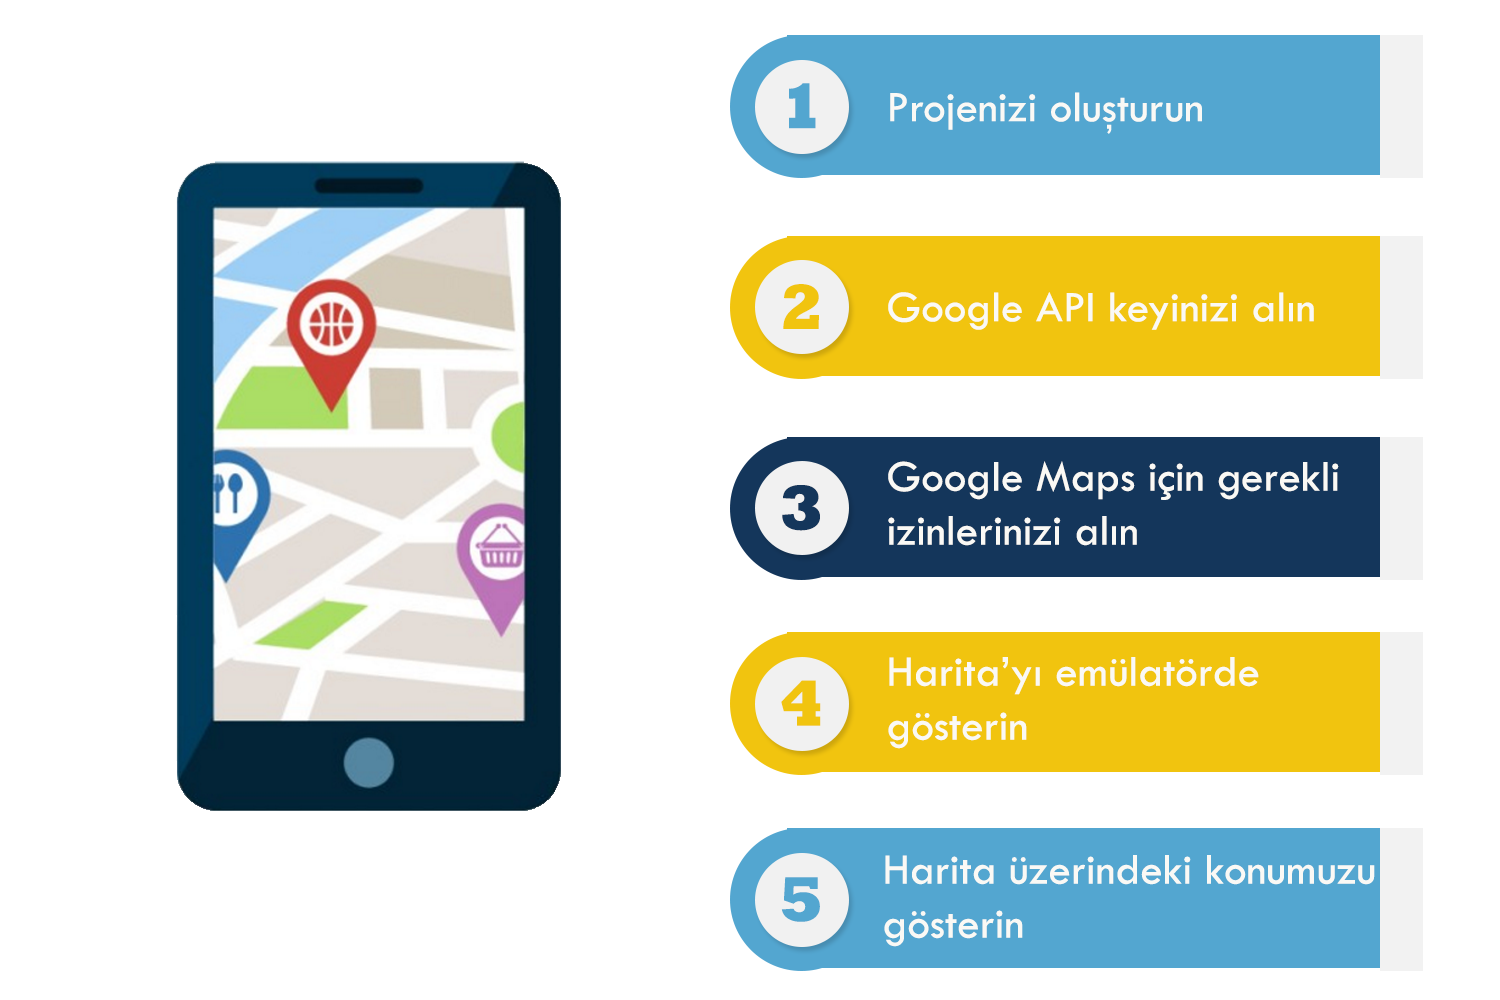 1
Projenizi oluşturun
2
Google API keyinizi alın
3
Google Maps için gerekli
izinlerinizi alın
4
Harita’yı emülatörde
gösterin
5
Harita üzerindeki konumuzu
gösterin